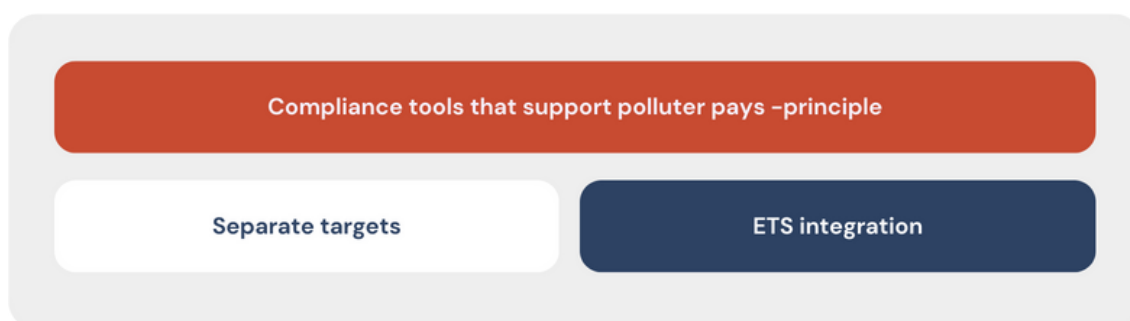 Compliance tools that support polluter pays -principle
Separate targets
ETS integration